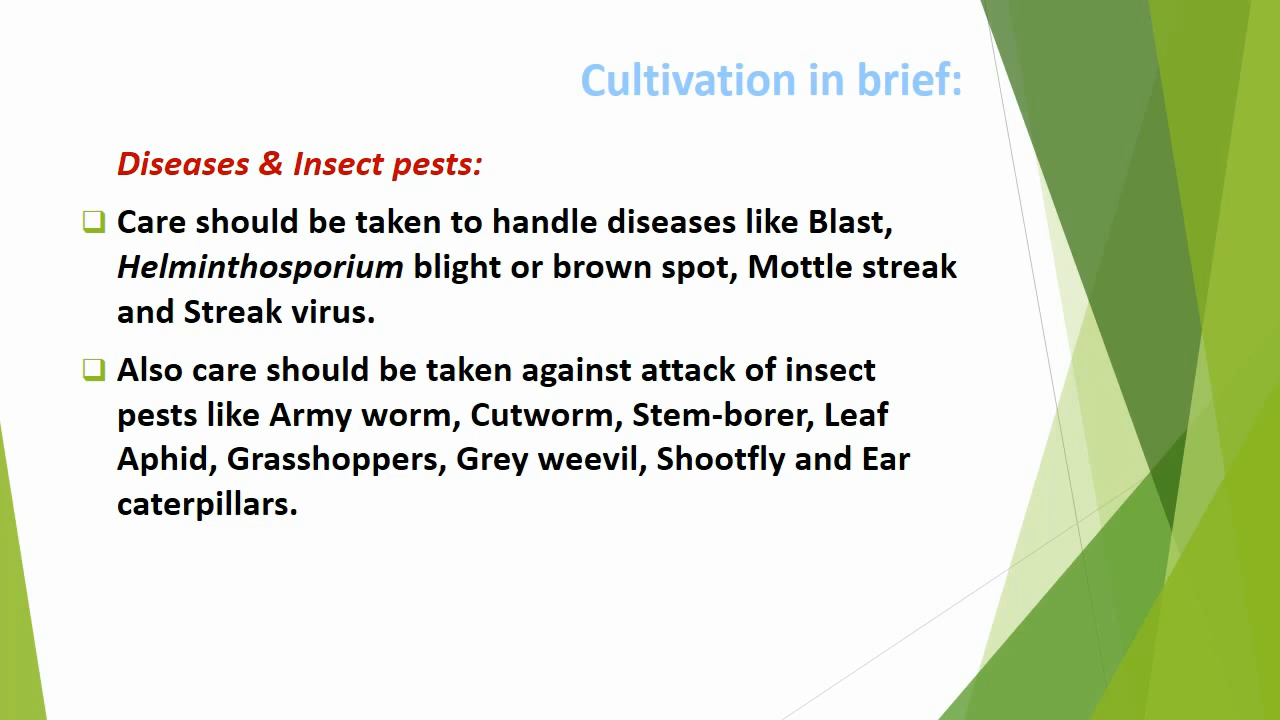 Cultivation in brief:
Diseases & Insect pests:
Care should be taken to handle diseases like Blast,
Helminthosporium blight or brown spot, Mottle streak
and Streak virus.
Also care should be taken against attack of insect
pests like Army worm, Cutworm, Stem-borer, Leaf
Aphid, Grasshoppers, Grey weevil, Shootfly and Ear
caterpillars.